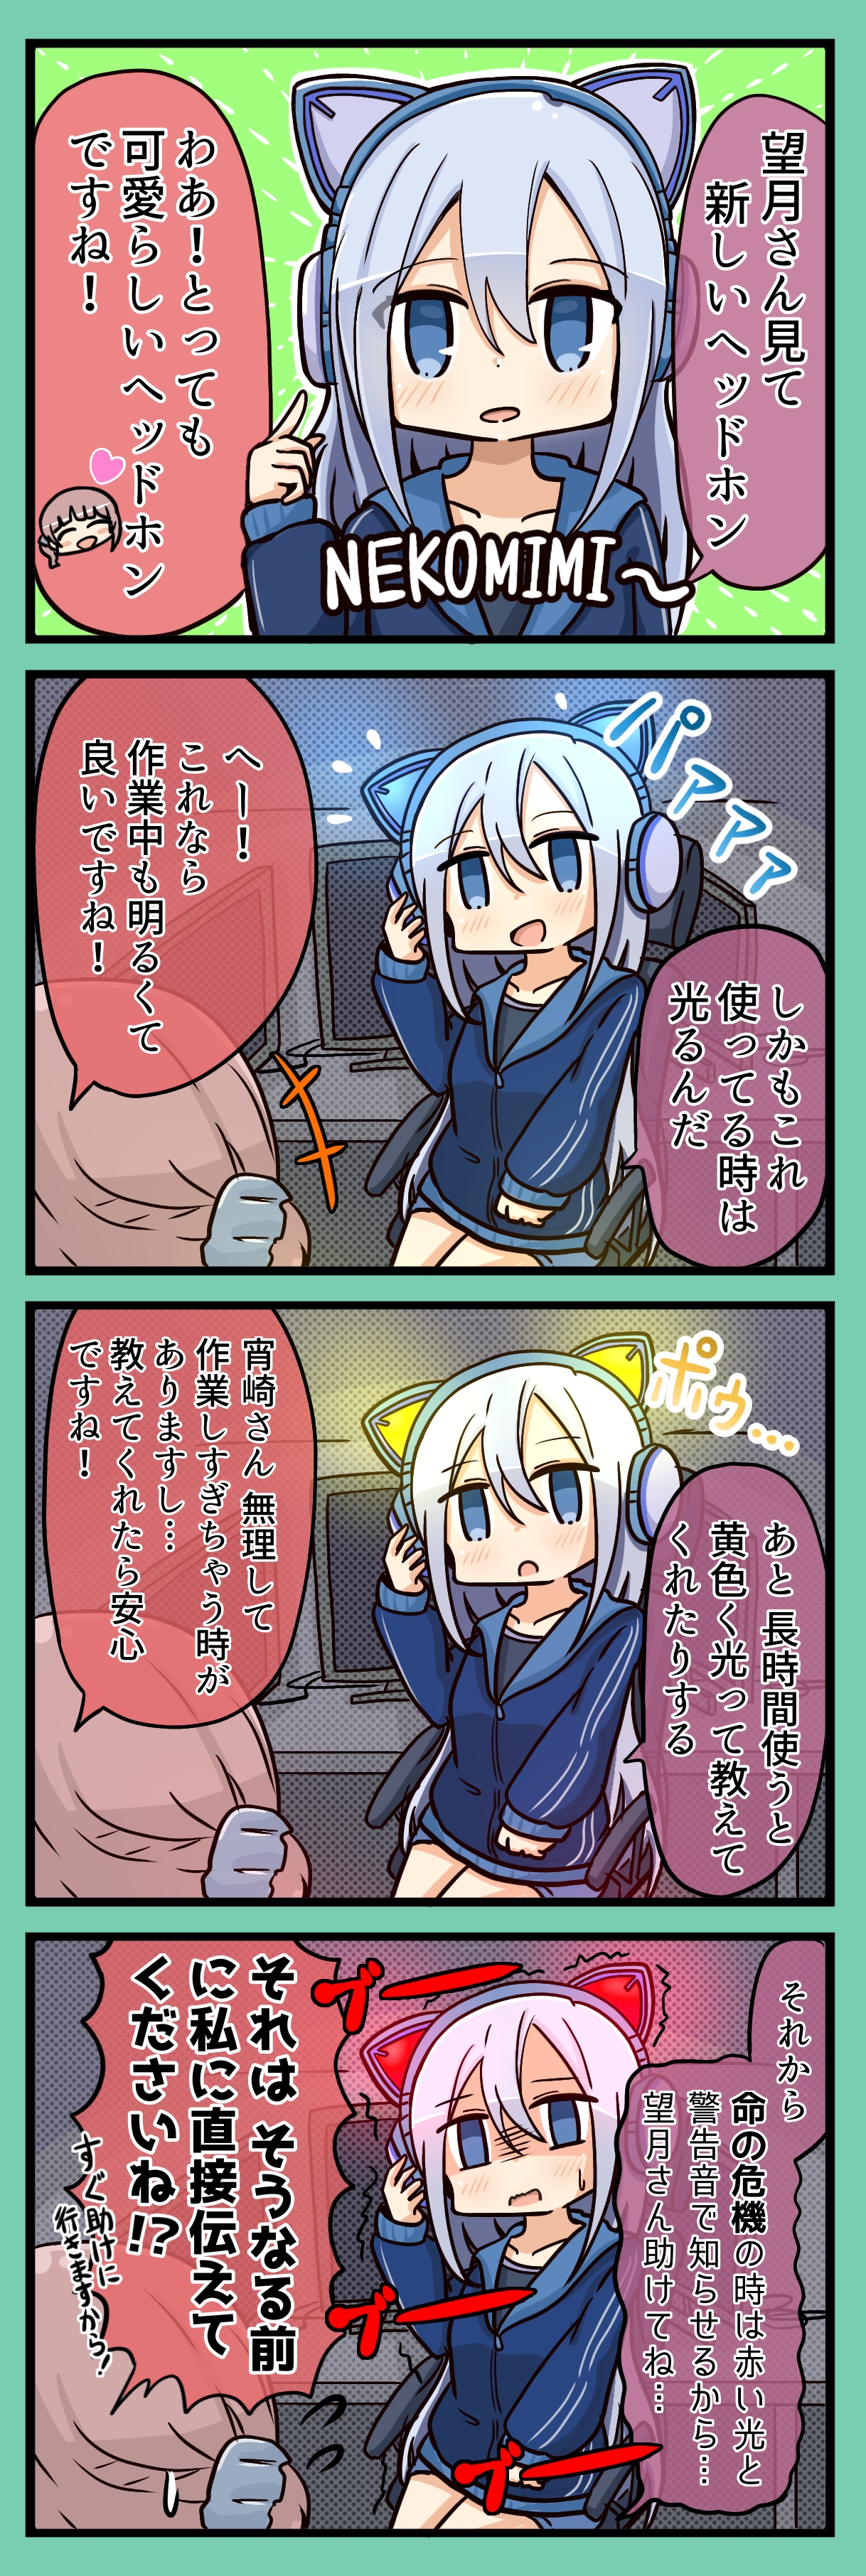 望月さん見て
新しいヘッドホン
わあ！とっても
可愛らしいヘッドホン
ですね！
NEKOMIMI〜
パァァァ
しかもこれ
使ってる時は
光るんだ
へー！
これなら
作業中も明るくて
良いですね！
ポゥ…
あと 長時間使うと
黄色く光って教えて
くれたりする
宵崎さん 無理して
作業しすぎちゃう時が
ありますし…
教えてくれたら安心
ですね！
それから
命の危機の時は赤い光と
警告音で知らせるから…
望月さん助けてね…
ブー
ブー
ブー
それは そうなる前
に私に直接伝えて
くださいね!?
すぐ助けに
行きますから！